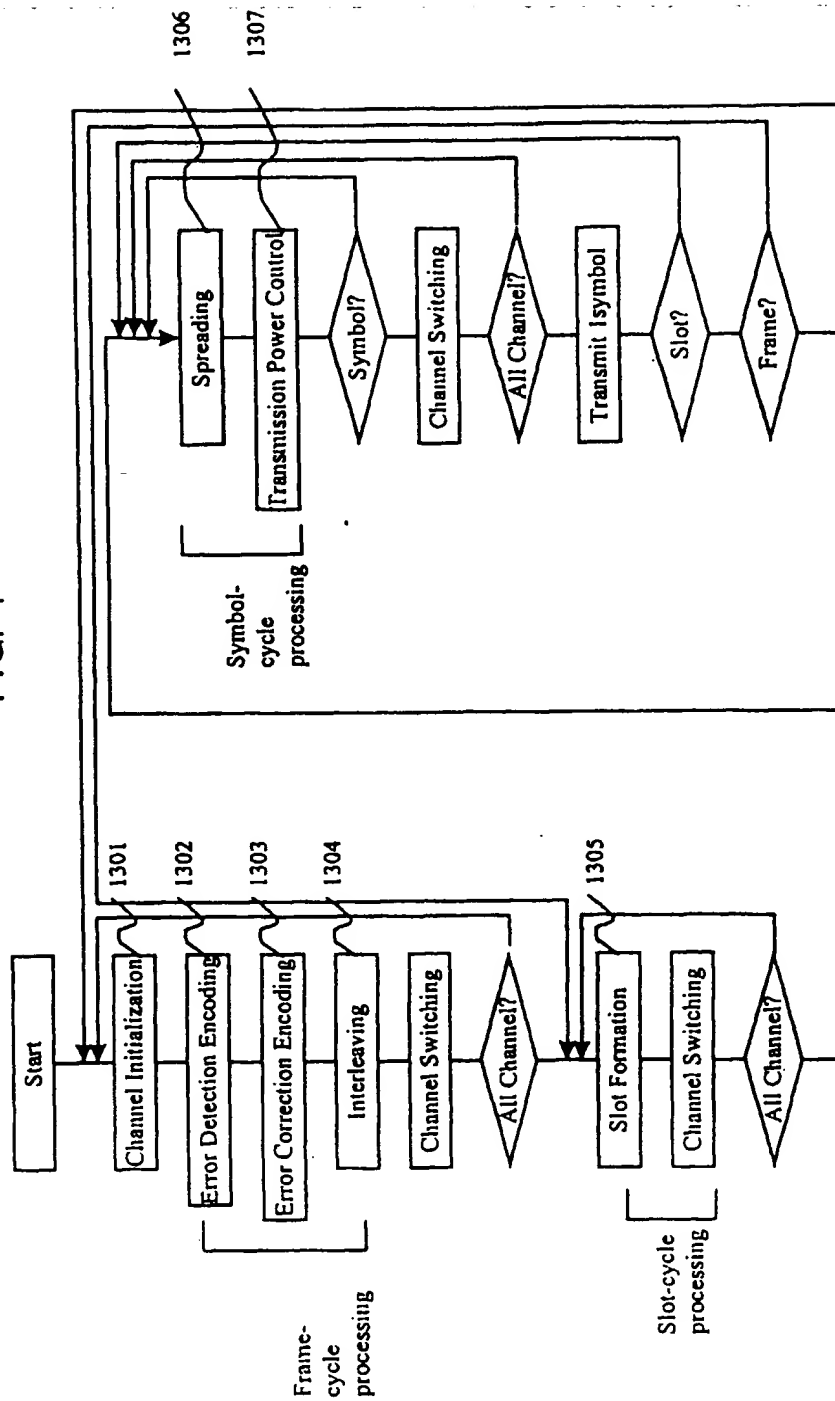 Start
Channel Initialization
1301
Error Detection Encoding
1302
Error Correction Encoding
1303
Interleaving
1304
Channel Switching
All Channel?
Frame-
cycle
processing
Slot Formation
1305
Channel Switching
All Channel?
Slot-cycle
processing
Spreading
1306
Transmission Power Control
1307
Symbol?
Channel Switching
All Channel?
Transmit 1symbol
Slot?
Frame?
Symbol-
cycle
processing